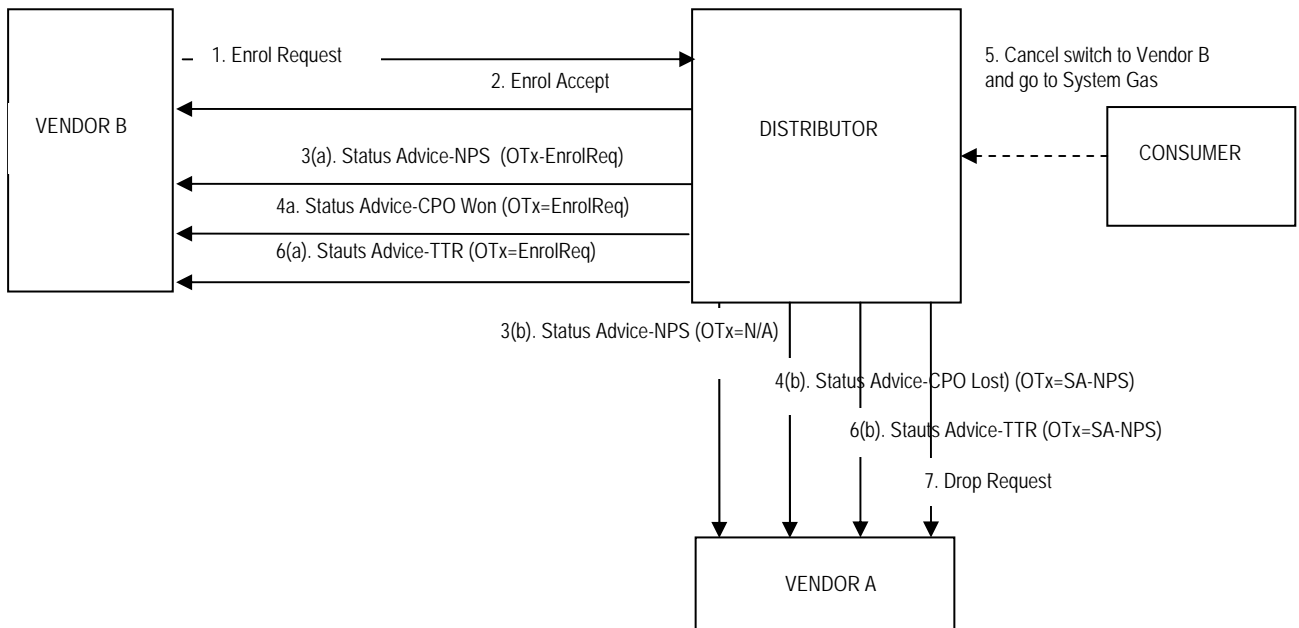 1. Enrol Request
5. Cancel switch to Vendor B
and go to System Gas
2. Enrol Accept
VENDOR B
DISTRIBUTOR
CONSUMER
3(a). Status Advice-NPS (OTx-EnrolReq)
4a. Status Advice-CPO Won (OTx=EnrolReq)
6(a). Stauts Advice-TTR (OTx=EnrolReq)
3(b). Status Advice-NPS (OTx=N/A)
4(b). Status Advice-CPO Lost) (OTx=SA-NPS)
6(b). Stauts Advice-TTR (OTx=SA-NPS)
7. Drop Request
VENDOR A